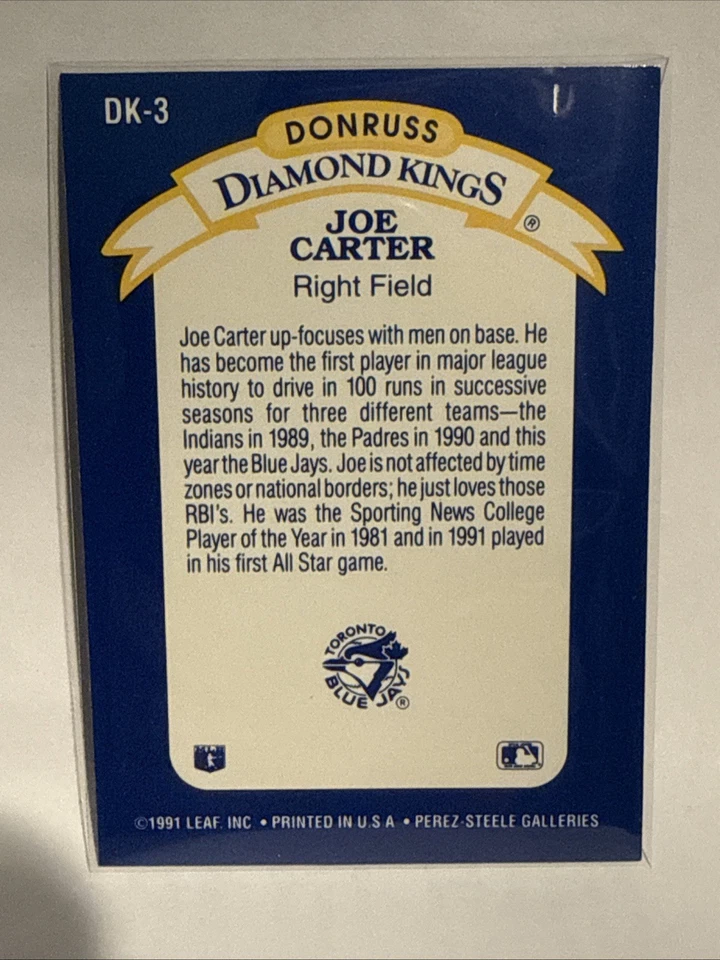 DK-3
DONRUSS
DIAMOND KINGS
®
JOE
CARTER
Right Field
Joe Carter up-focuses with men on base. He
has become the first player in major league
history to drive in 100 runs in successive
seasons for three different teams—the
Indians in 1989, the Padres in 1990 and this
year the Blue Jays. Joe is not affected by time
zones or national borders; he just loves those
RBI's. He was the Sporting News College
Player of the Year in 1981 and in 1991 played
in his first All Star game.
TORONTO
BLUE JAYS
®
©1991 LEAF. INC • PRINTED IN U.S A • PEREZ-STEELE GALLERIES